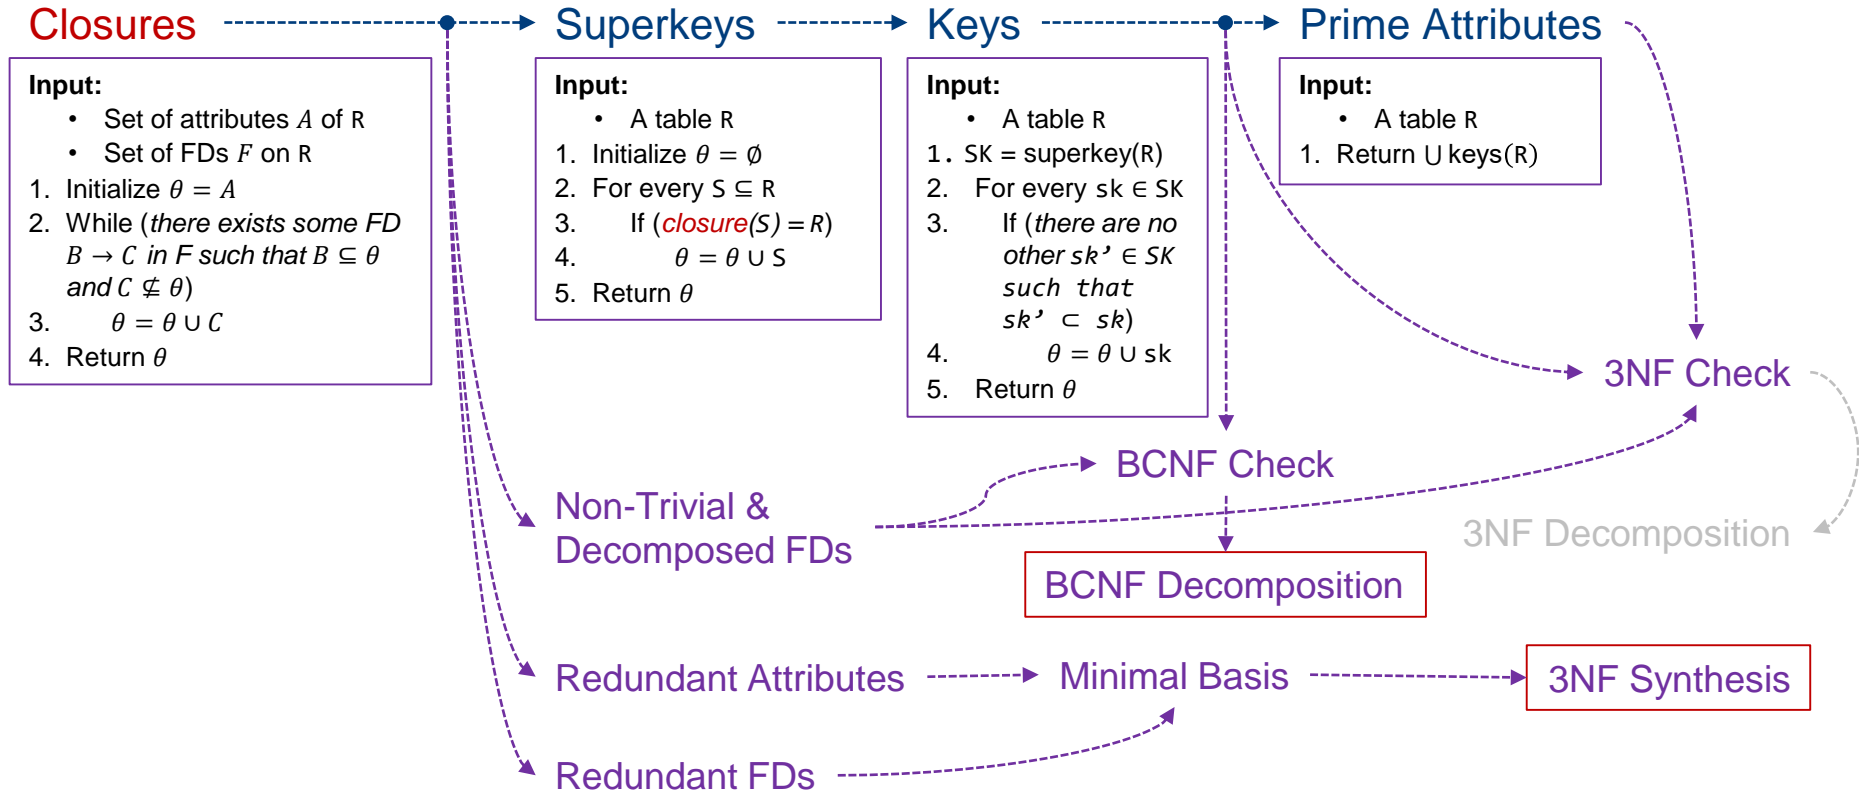 Closures
Superkeys
Keys
Prime Attributes
Input:
• Set of attributes 𝐴 of R
• Set of FDs 𝐹 on R
1. Initialize 𝜃 = 𝐴
2. While (there exists some FD
𝐵 → 𝐶 in F such that 𝐵 ⊆ 𝜃
and 𝐶 ⊈ 𝜃)
3. 𝜃 = 𝜃 ∪ 𝐶
4. Return 𝜃
Input:
• A table R
1. Initialize 𝜃 = ∅
2. For every S ⊆ R
3. If (closure(S) = R)
4. 𝜃 = 𝜃 ∪ S
5. Return 𝜃
Input:
• A table R
1. SK = superkey(R)
2. For every sk ∈ SK
3. If (there are no
other sk’ ∈ SK
such that
sk’ ⊂ sk)
4. 𝜃 = 𝜃 ∪ sk
5. Return 𝜃
Input:
• A table R
1. Return ⋃ keys(R)
3NF Check
BCNF Check
Non-Trivial &
Decomposed FDs
3NF Decomposition
BCNF Decomposition
Redundant Attributes
Minimal Basis
3NF Synthesis
Redundant FDs